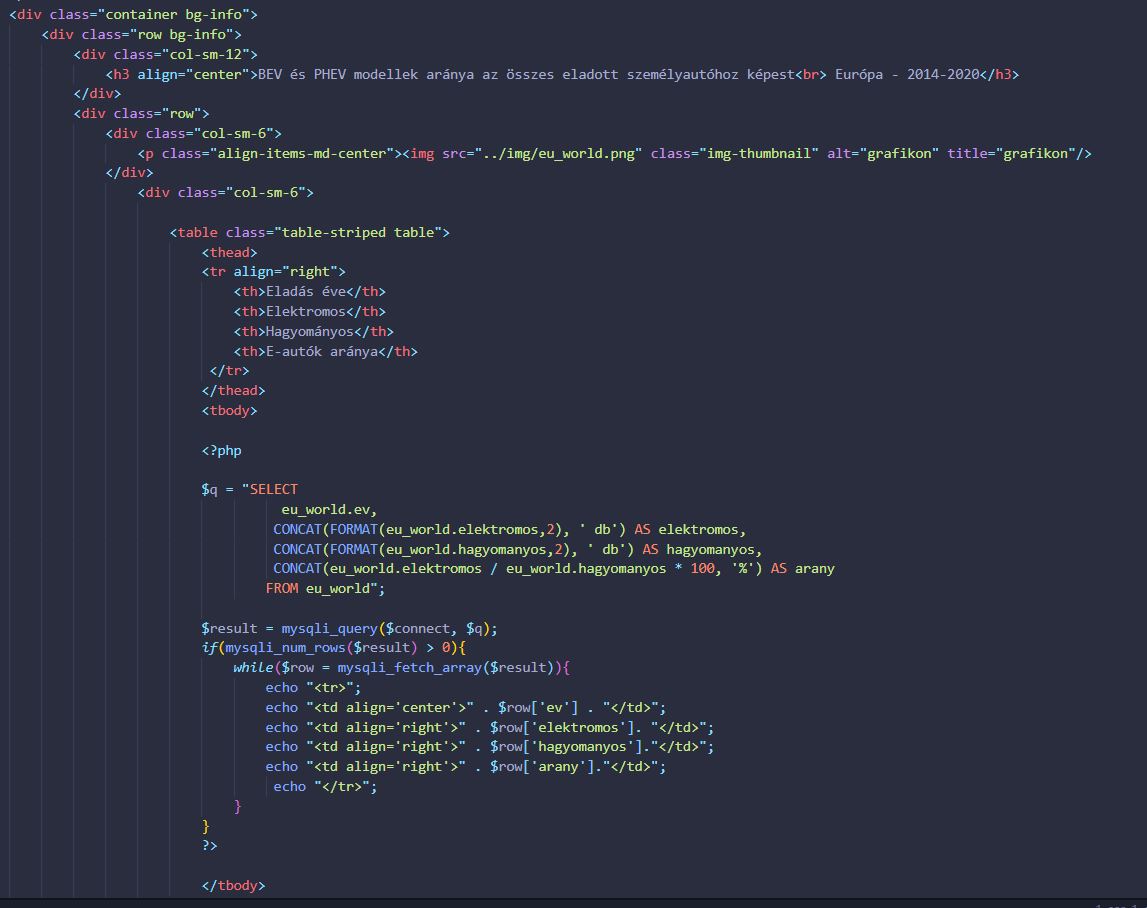 <div class="container bg-info">
<div class="row bg-info">
<div class="col-sm-12">
<h3 align="center">BEV és PHEV modellek aránya az összes eladott személyautóhoz képest<br> Európa - 2014-2020</h3>
</div>
<div class="row">
<div class="col-sm-6">
<p class="align-items-md-center"><img src="../img/eu_world.png" class="img-thumbnail" alt="grafikon" title="grafikon"/>
</div>
<div class="col-sm-6">
<table class="table-striped table">
<thead>
<tr align="right">
<th>Eladás éve</th>
<th>Elektromos</th>
<th>Hagyományos</th>
<th>E-autók aránya</th>
</tr>
</thead>
<tbody>
<?php
$q = "SELECT
eu_world.ev,
CONCAT(FORMAT(eu_world.elektromos,2), ' db') AS elektromos,
CONCAT(FORMAT(eu_world.hagyomanyos,2), ' db') AS hagyomanyos,
CONCAT(eu_world.elektromos / eu_world.hagyomanyos * 100, '%') AS arany
FROM eu_world";
$result = mysqli_query($connect, $q);
if(mysqli_num_rows($result) > 0){
while($row = mysqli_fetch_array($result)){
echo "<tr>";
echo "<td align='center'>" . $row['ev'] . "</td>";
echo "<td align='right'>" . $row['elektromos']. "</td>";
echo "<td align='right'>" . $row['hagyomanyos']."</td>";
echo "<td align='right'>" . $row['arany']."</td>";
echo "</tr>";
}
}
?>
</tbody>